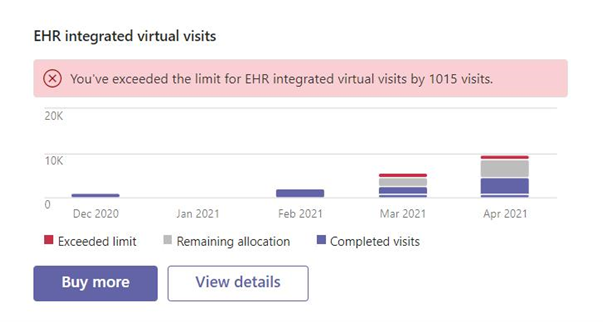 EHR integrated virtual visits
You've exceeded the limit for EHR integrated virtual visits by 1015 visits.
20K
10K
0
Dec 2020 Jan 2021 Feb 2021 Mar 2021 Apr 2021
Exceeded limit Remaining allocation Completed visits
Buy more View details